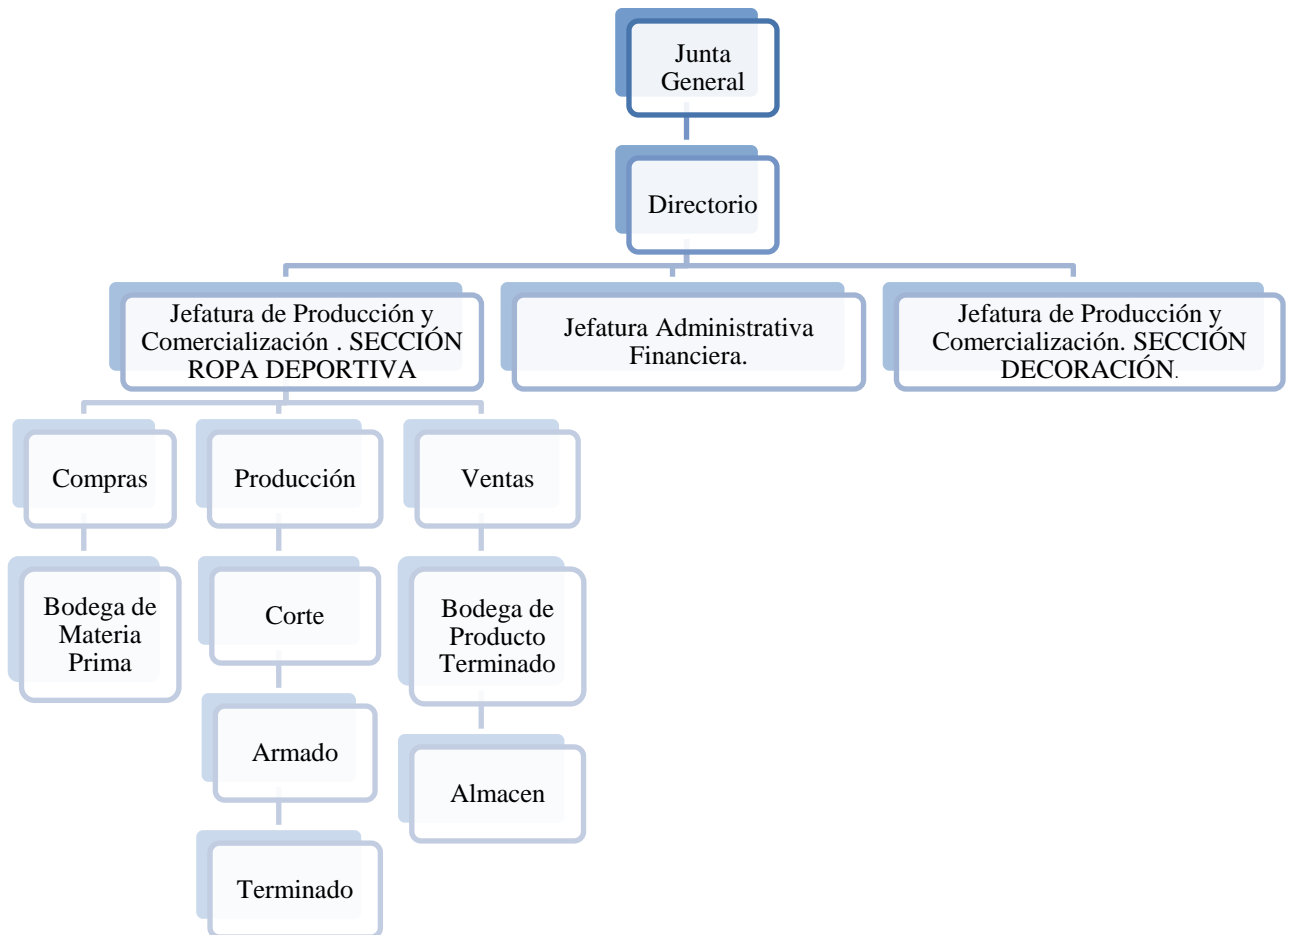 Junta
General
Directorio
Jefatura de Producción y
Comercialización . SECCIÓN
ROPA DEPORTIVA
Jefatura Administrativa
Financiera.
Jefatura de Producción y
Comercialización. SECCIÓN
DECORACIÓN.
Compras
Producción
Ventas
Bodega de
Materia
Prima
Corte
Bodega de
Producto
Terminado
Armado
Almacen
Terminado